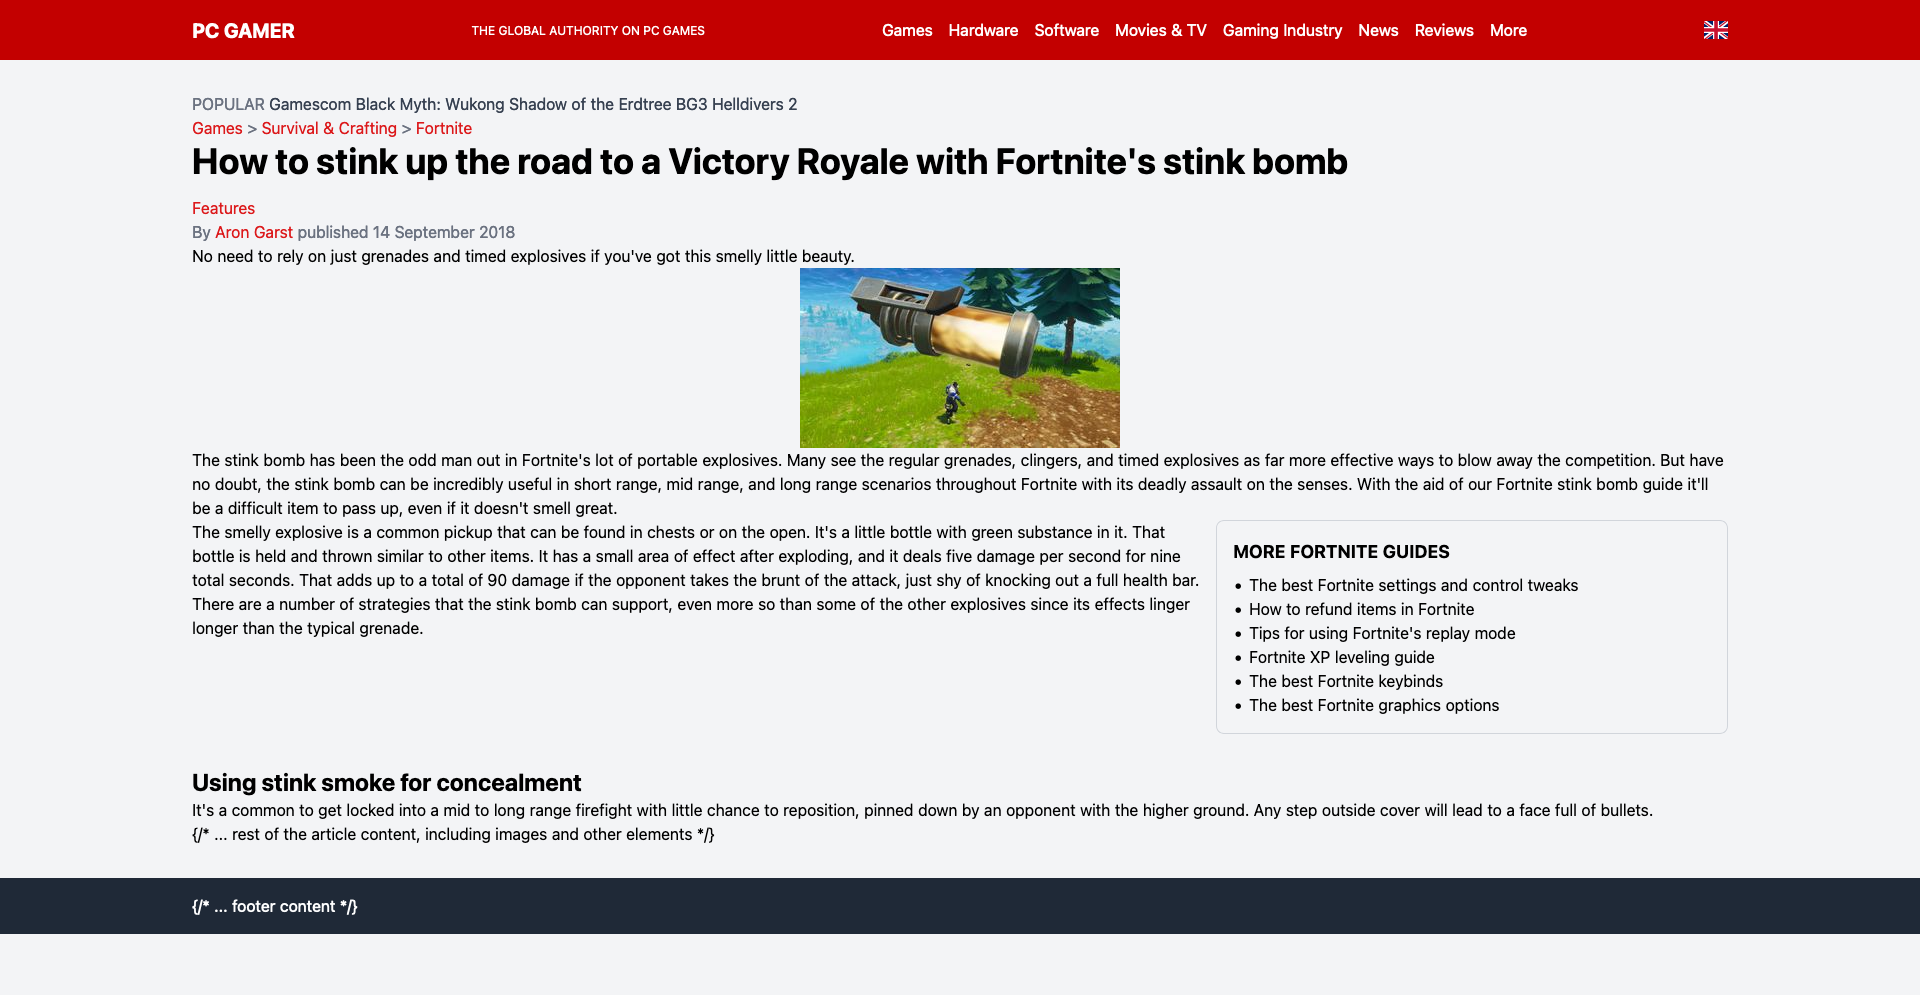 PC GAMER
THE GLOBAL AUTHORITY ON PC GAMES
Games Hardware Software Movies & TV Gaming Industry News Reviews More
POPULAR Gamescom Black Myth: Wukong Shadow of the Erdtree BG3 Helldivers 2
Games > Survival & Crafting > Fortnite
How to stink up the road to a Victory Royale with Fortnite's stink bomb
Features
By Aron Garst published 14 September 2018
No need to rely on just grenades and timed explosives if you've got this smelly little beauty.
The stink bomb has been the odd man out in Fortnite's lot of portable explosives. Many see the regular grenades, clingers, and timed explosives as far more effective ways to blow away the competition. But have
no doubt, the stink bomb can be incredibly useful in short range, mid range, and long range scenarios throughout Fortnite with its deadly assault on the senses. With the aid of our Fortnite stink bomb guide it'll
be a difficult item to pass up, even if it doesn't smell great.
The smelly explosive is a common pickup that can be found in chests or on the open. It's a little bottle with green substance in it. That
bottle is held and thrown similar to other items. It has a small area of effect after exploding, and it deals five damage per second for nine
total seconds. That adds up to a total of 90 damage if the opponent takes the brunt of the attack, just shy of knocking out a full health bar.
There are a number of strategies that the stink bomb can support, even more so than some of the other explosives since its effects linger
longer than the typical grenade.
MORE FORTNITE GUIDES
• The best Fortnite settings and control tweaks
• How to refund items in Fortnite
• Tips for using Fortnite's replay mode
• Fortnite XP leveling guide
• The best Fortnite keybinds
• The best Fortnite graphics options
Using stink smoke for concealment
It's a common to get locked into a mid to long range firefight with little chance to reposition, pinned down by an opponent with the higher ground. Any step outside cover will lead to a face full of bullets.
{/* ... rest of the article content, including images and other elements */}
{/* ... footer content */}